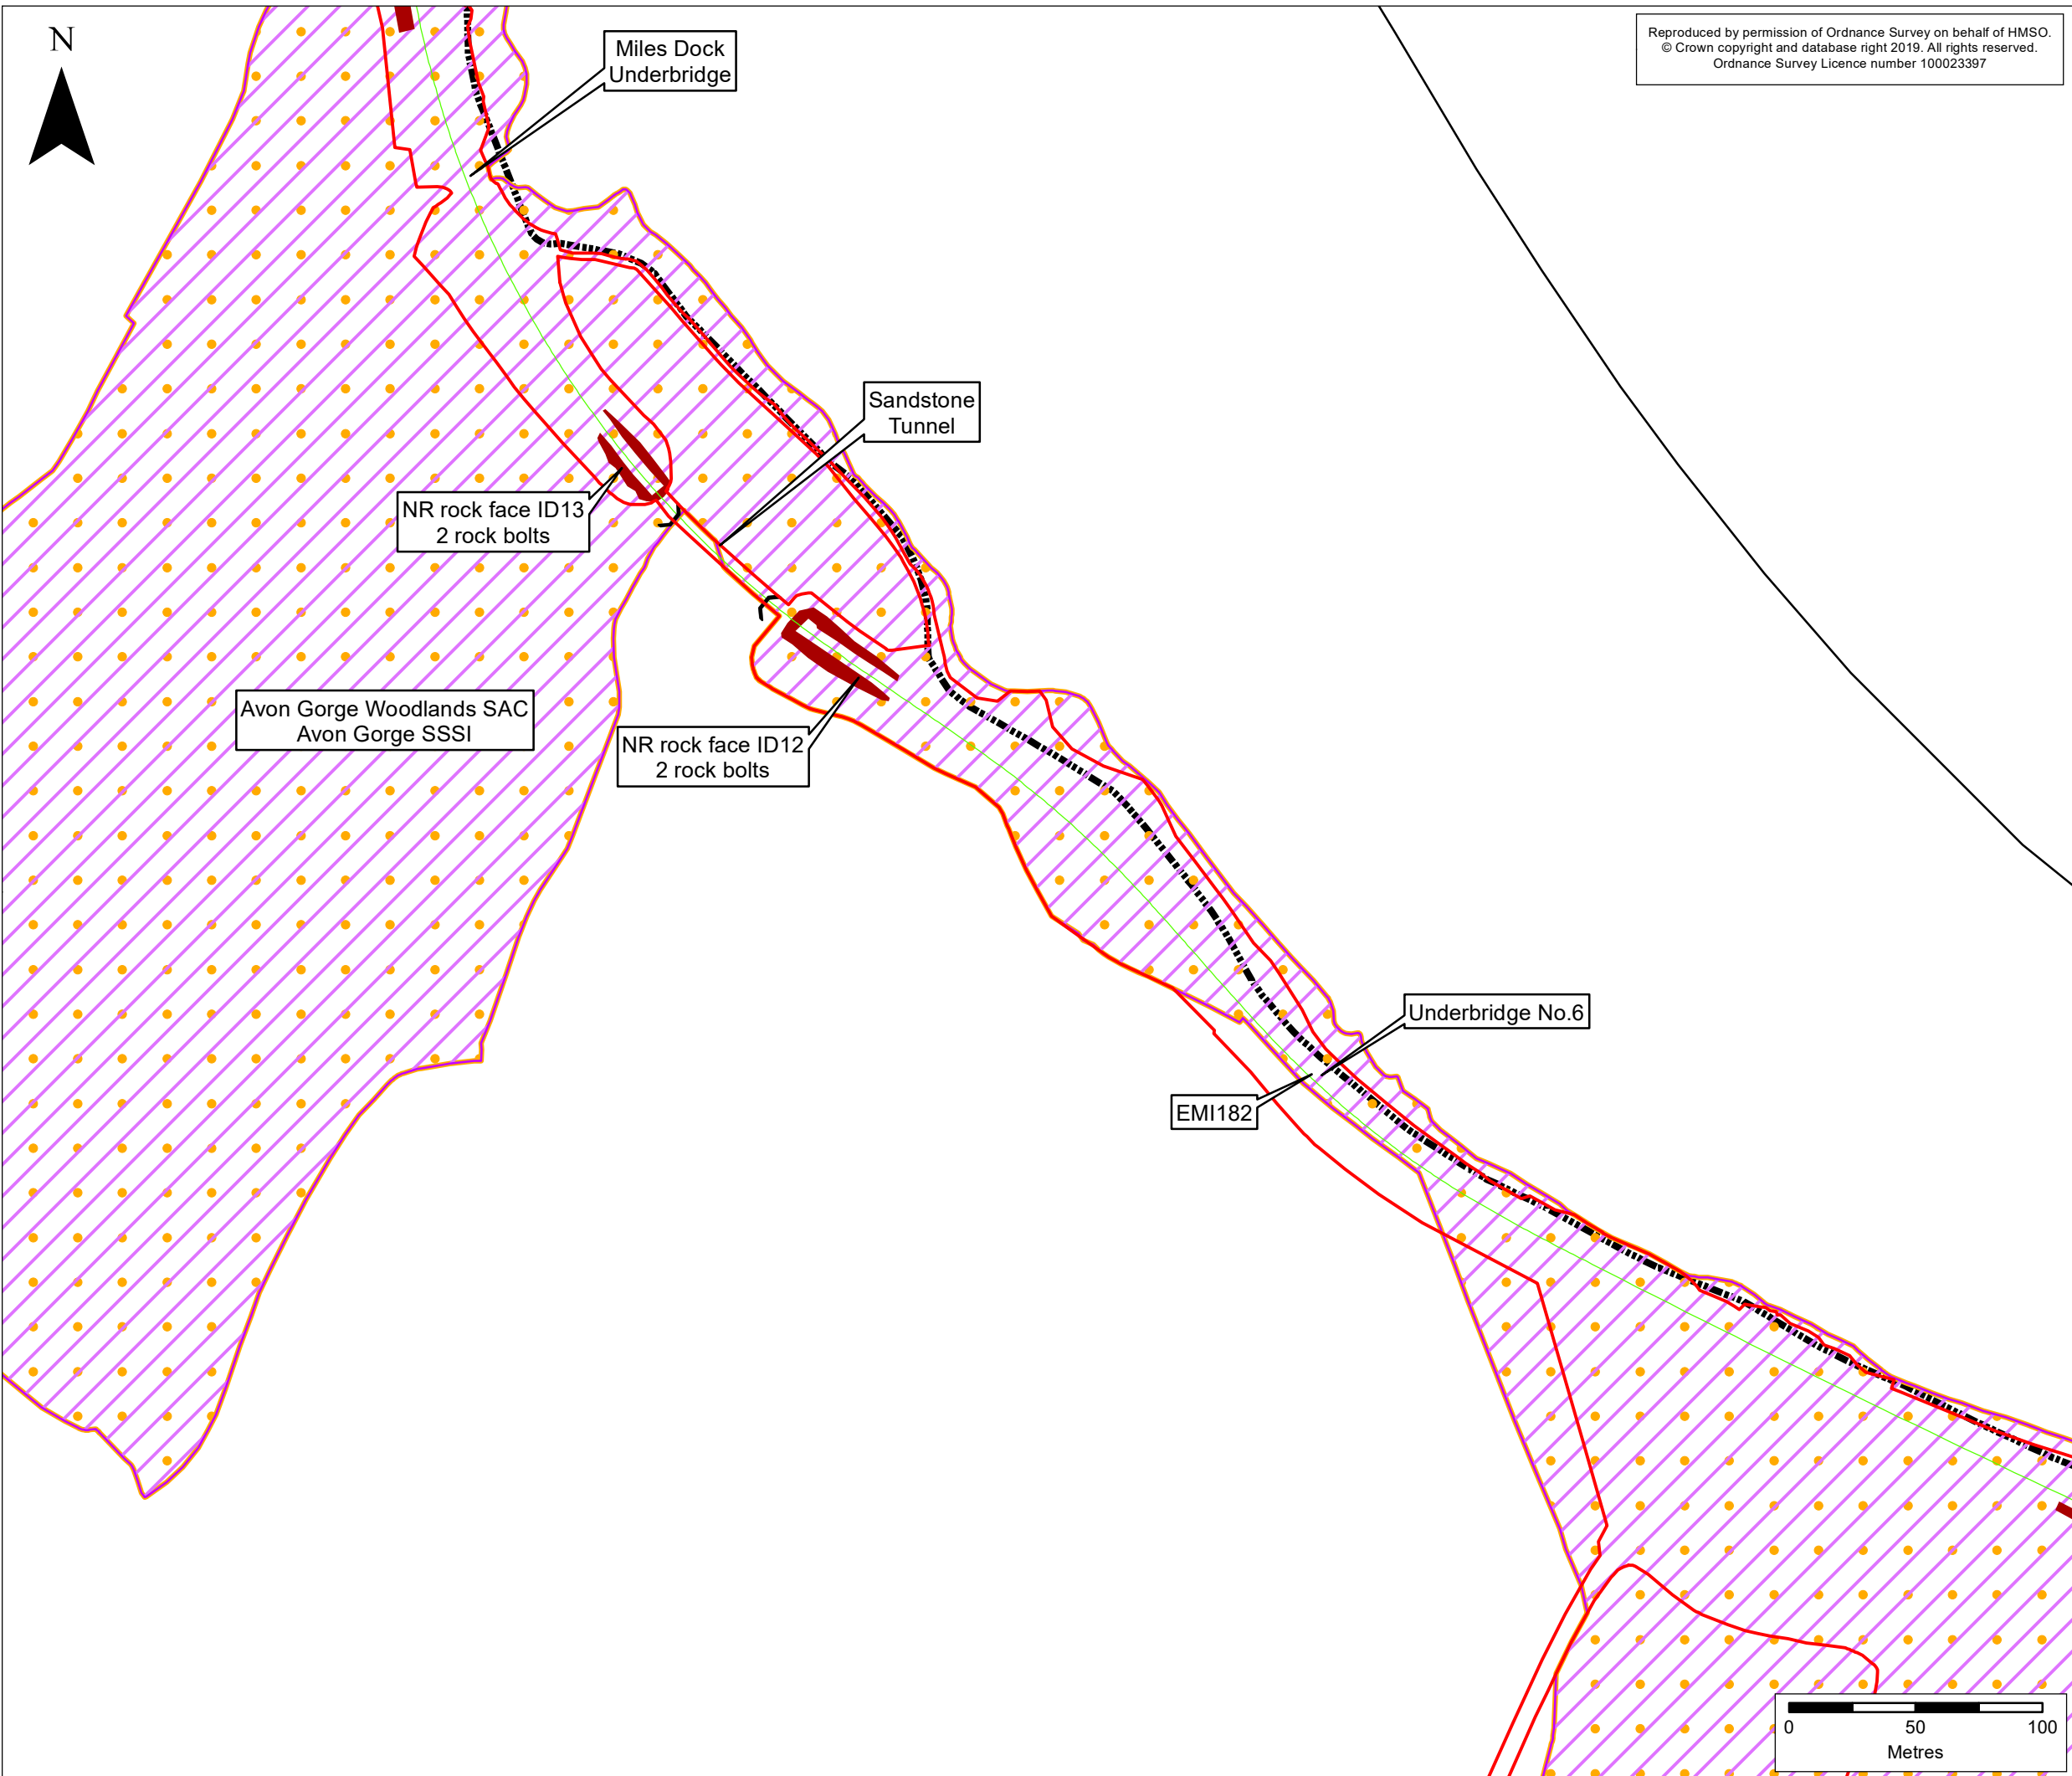 N
Miles Dock
Underbridge
Reproduced by permission of Ordnance Survey on behalf of HMSO.
© Crown copyright and database right 2019. All rights reserved.
Ordnance Survey Licence number 100023397
Sandstone
Tunnel
NR rock face ID13
2 rock bolts
Avon Gorge Woodlands SAC
Avon Gorge SSSI
NR rock face ID12
2 rock bolts
Underbridge No.6
EMI182
0 50 100
Metres